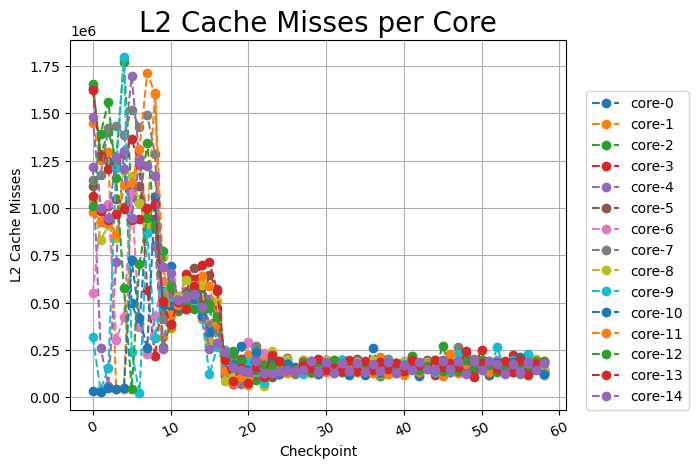 L2 Cache Misses per Core
1e6
1.75
1.50
1.25
1.00
0.75
0.50
0.25
0.00
L2 Cache Misses
0
10
20
30
40
50
60
Checkpoint
core-0
core-1
core-2
core-3
core-4
core-5
core-6
core-7
core-8
core-9
core-10
core-11
core-12
core-13
core-14